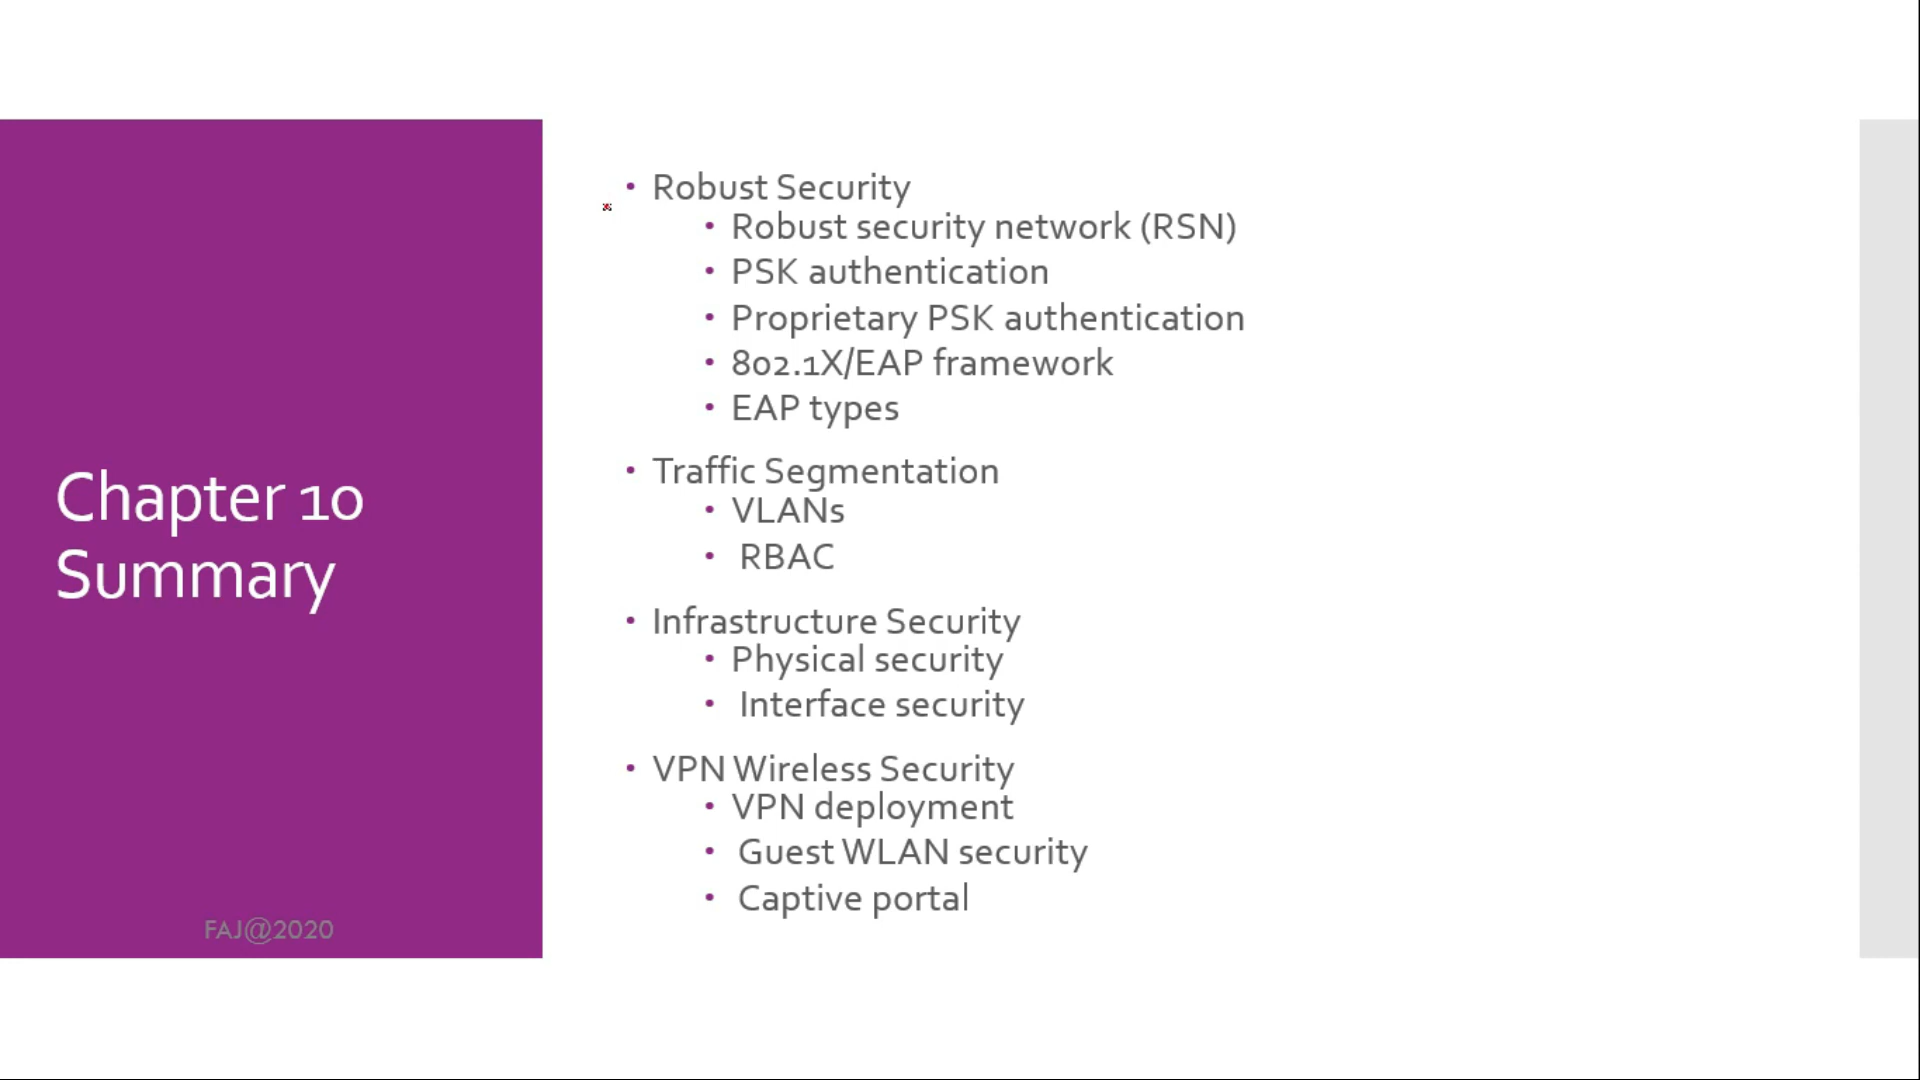 Chapter 10
Summary
FAJ@2020
• Robust Security
• Robust security network (RSN)
• PSK authentication
• Proprietary PSK authentication
• 802.1X/EAP framework
• EAP types
• Traffic Segmentation
• VLANs
• RBAC
• Infrastructure Security
• Physical security
• Interface security
• VPN Wireless Security
• VPN deployment
• Guest WLAN security
• Captive portal